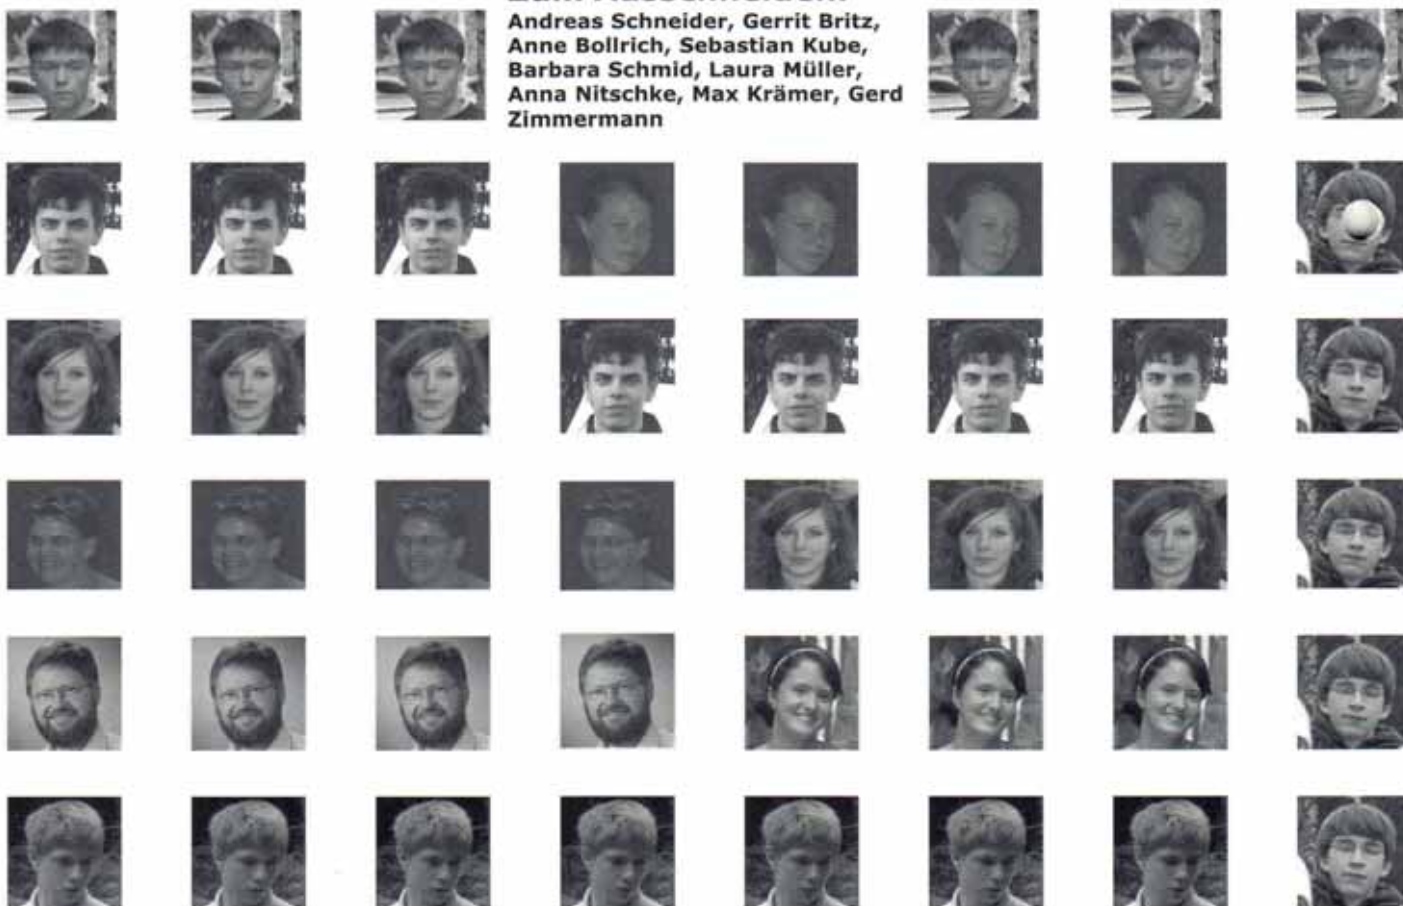 Andreas Schneider, Gerrit Britz,
Anne Bollrich, Sebastian Kube,
Barbara Schmid, Laura Müller,
Anna Nitschke, Max Krämer, Gerd
Zimmermann